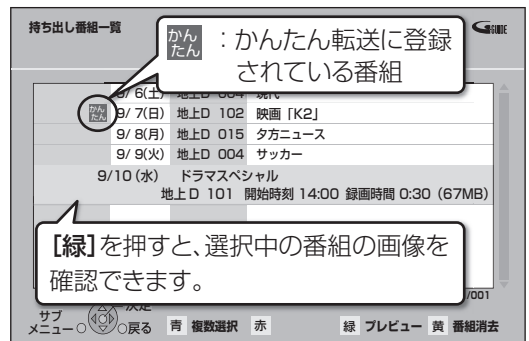 持ち出し番組一覧
GGUIDE
かん
たん
：かんたん転送に登録
されている番組
9/ 6(土) 地上D 004 現代
かん
たん
9/ 7(日) 地上D 102 映画「K2」
9/ 8(月) 地上D 015 夕方ニュース
9/ 9(火) 地上D 004 サッカー
9/10 (水) ドラマスペシャル
地上D 101 開始時刻 14:00 録画時間 0:30 (67MB)
[緑]を押すと、選択中の番組の画像を
確認できます。
/001
サブ
メニュー
決定
戻る
青 複数選択 赤 緑 プレビュー 黄 番組消去